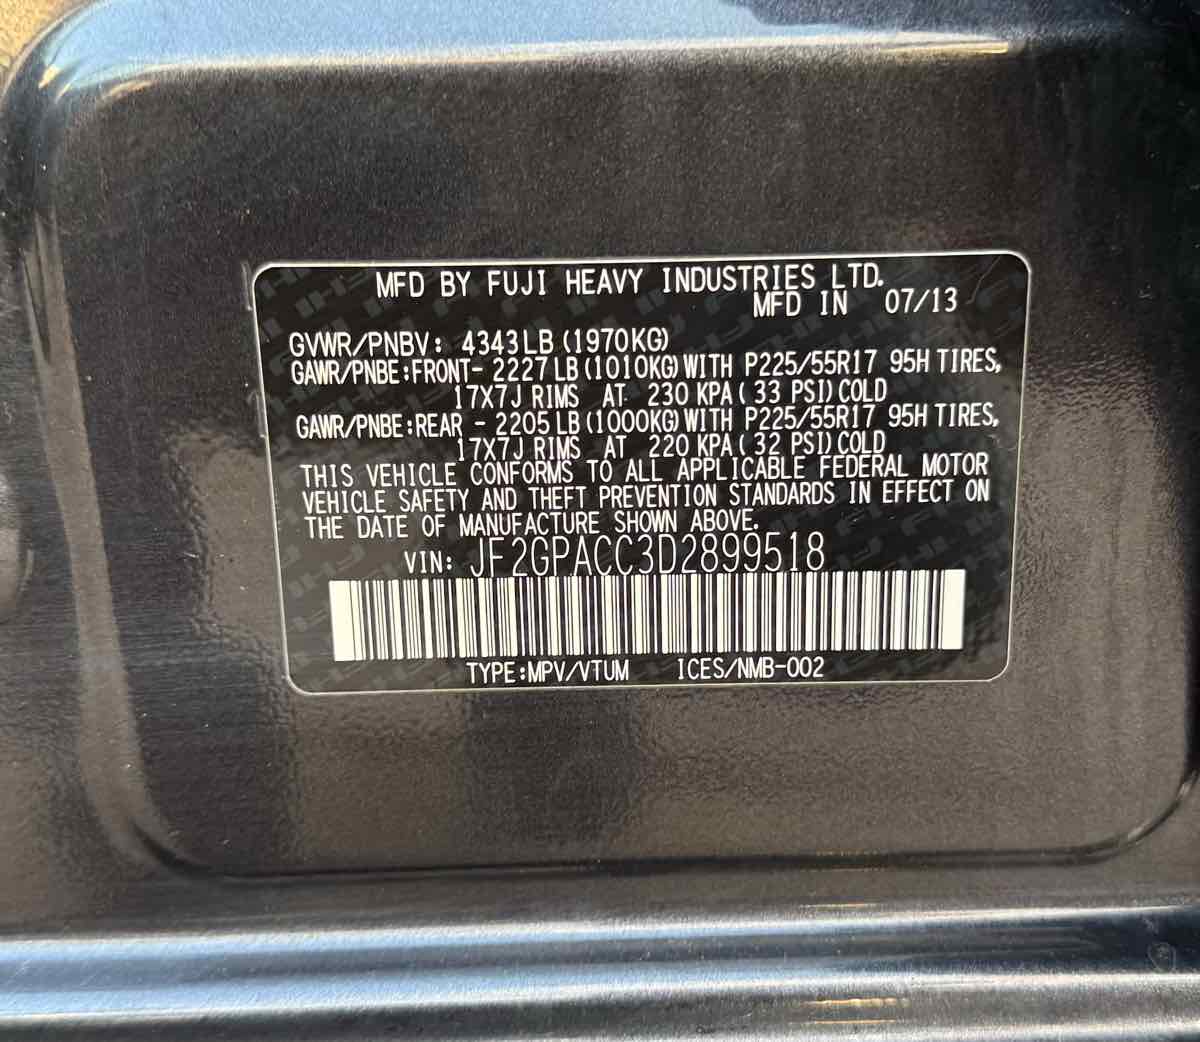 MFD BY FUJI HEAVY INDUSTRIES LTD.
MFD IN 07/13
GVWR/PNBV: 4343LB (1970KG)
GAWR/PNBE:FRONT- 2227 LB (1010KG) WITH P225/55R17 95H TIRES,
17X7J RIMS AT 230 KPA( 33 PSI)COLD
GAWR/PNBE:REAR - 2205 LB (1000KG) WITH P225/55R17 95H TIRES,
17X7J RIMS AT 220 KPA( 32 PSI)COLD
THIS VEHICLE CONFORMS TO ALL APPLICABLE FEDERAL MOTOR
VEHICLE SAFETY AND THEFT PREVENTION STANDARDS IN EFFECT ON
THE DATE OF MANUFACTURE SHOWN ABOVE.
VIN: JF2GPACC3D2899518
TYPE:MPV/VTUM ICES/NMB-002